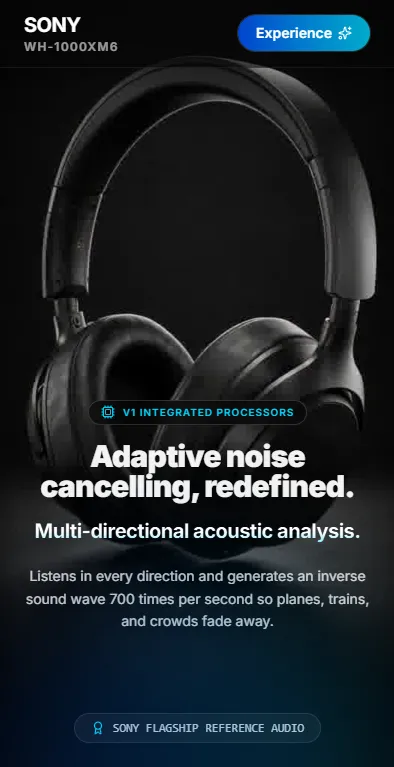 SONY
WH-1000XM6
Experience
V1 INTEGRATED PROCESSORS
Adaptive noise
cancelling, redefined.
Multi-directional acoustic analysis.
Listens in every direction and generates an inverse
sound wave 700 times per second so planes, trains,
and crowds fade away.
SONY FLAGSHIP REFERENCE AUDIO